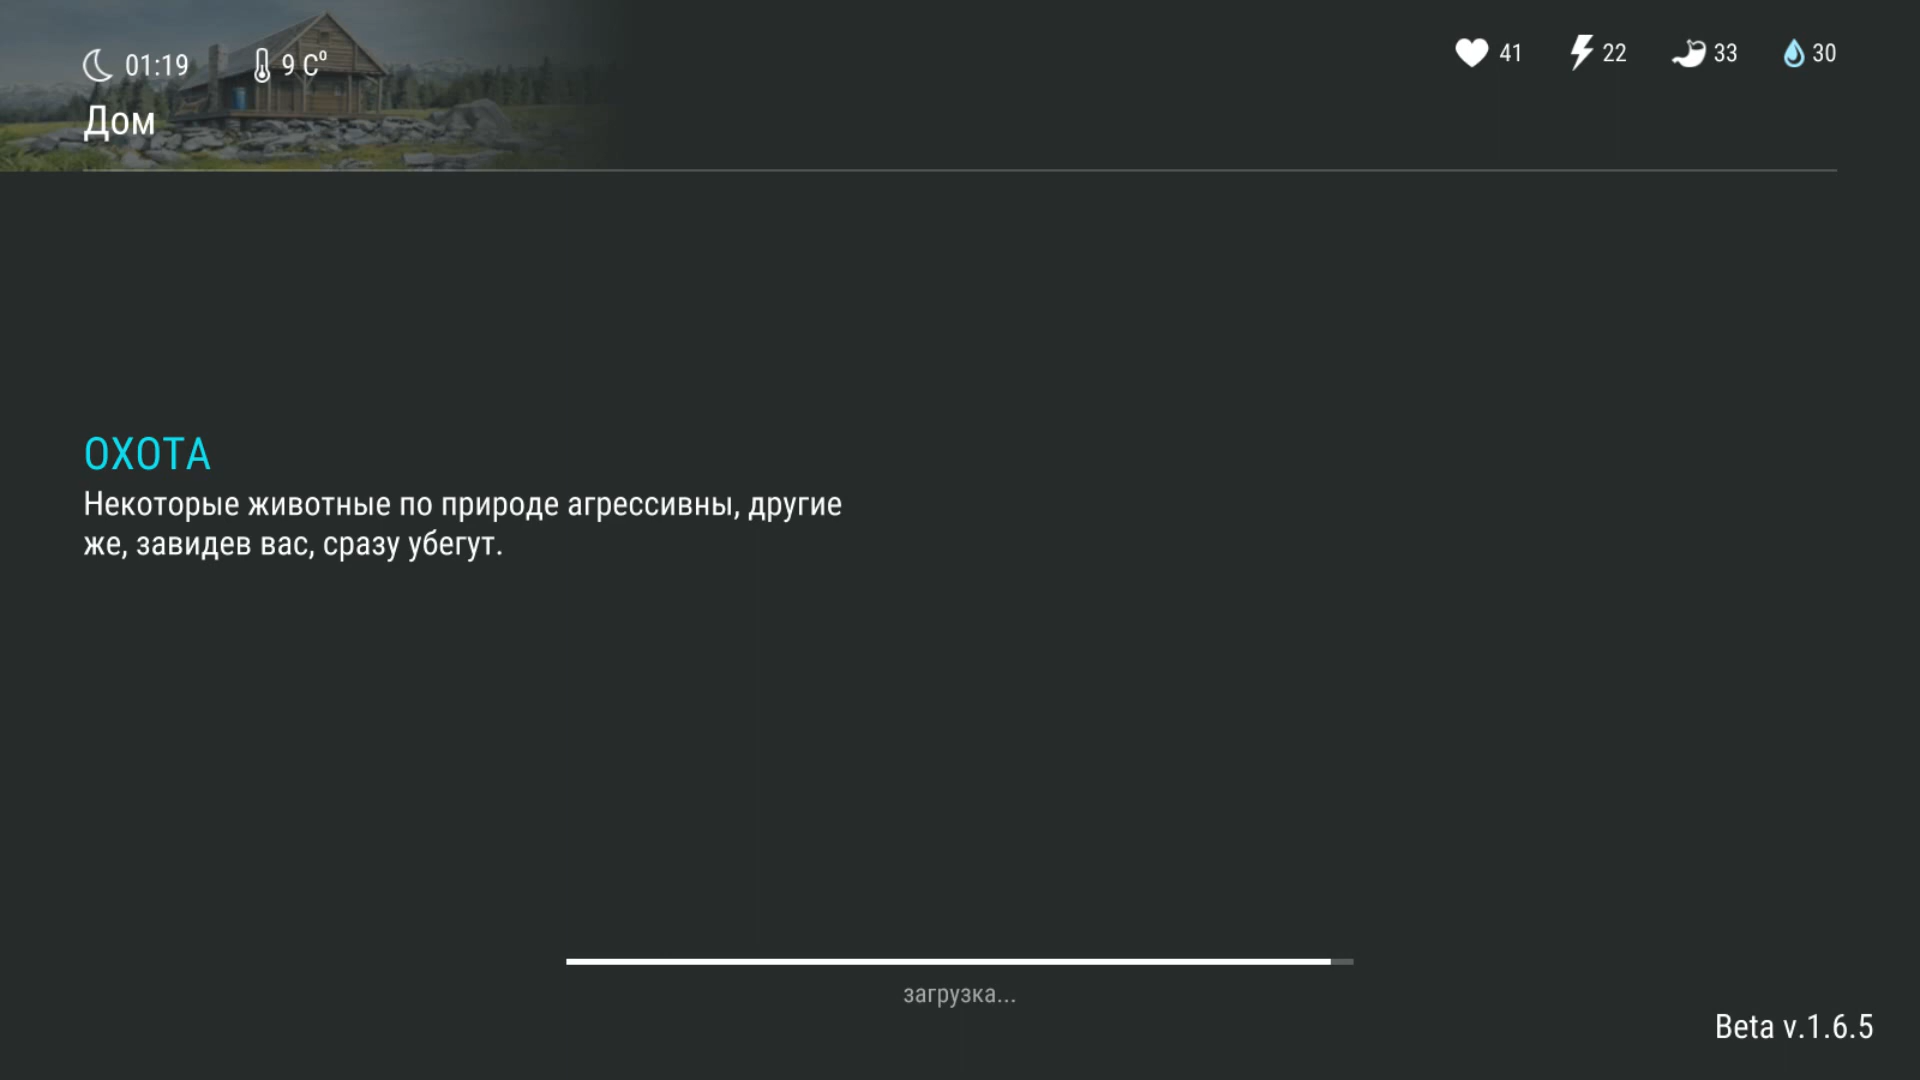 01:19 9 Cº
41 22 33 30
Дом
ОХОТА
Некоторые животные по природе агрессивны, другие
же, завидев вас, сразу убегут.
загрузка...
Beta v.1.6.5